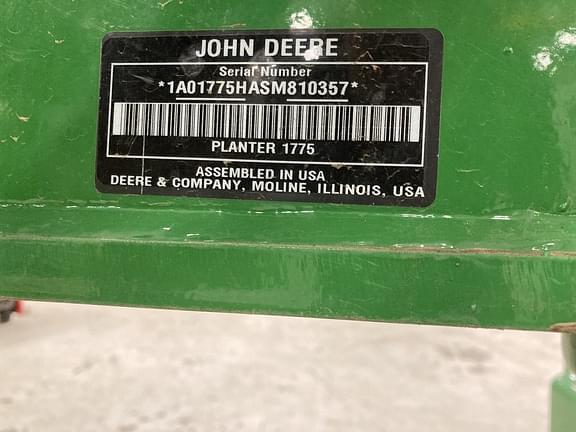 JOHN DEERE
Serial Number
*1A01775HASM810357*
PLANTER 1775
ASSEMBLED IN USA
DEERE & COMPANY, MOLINE, ILLINOIS, USA